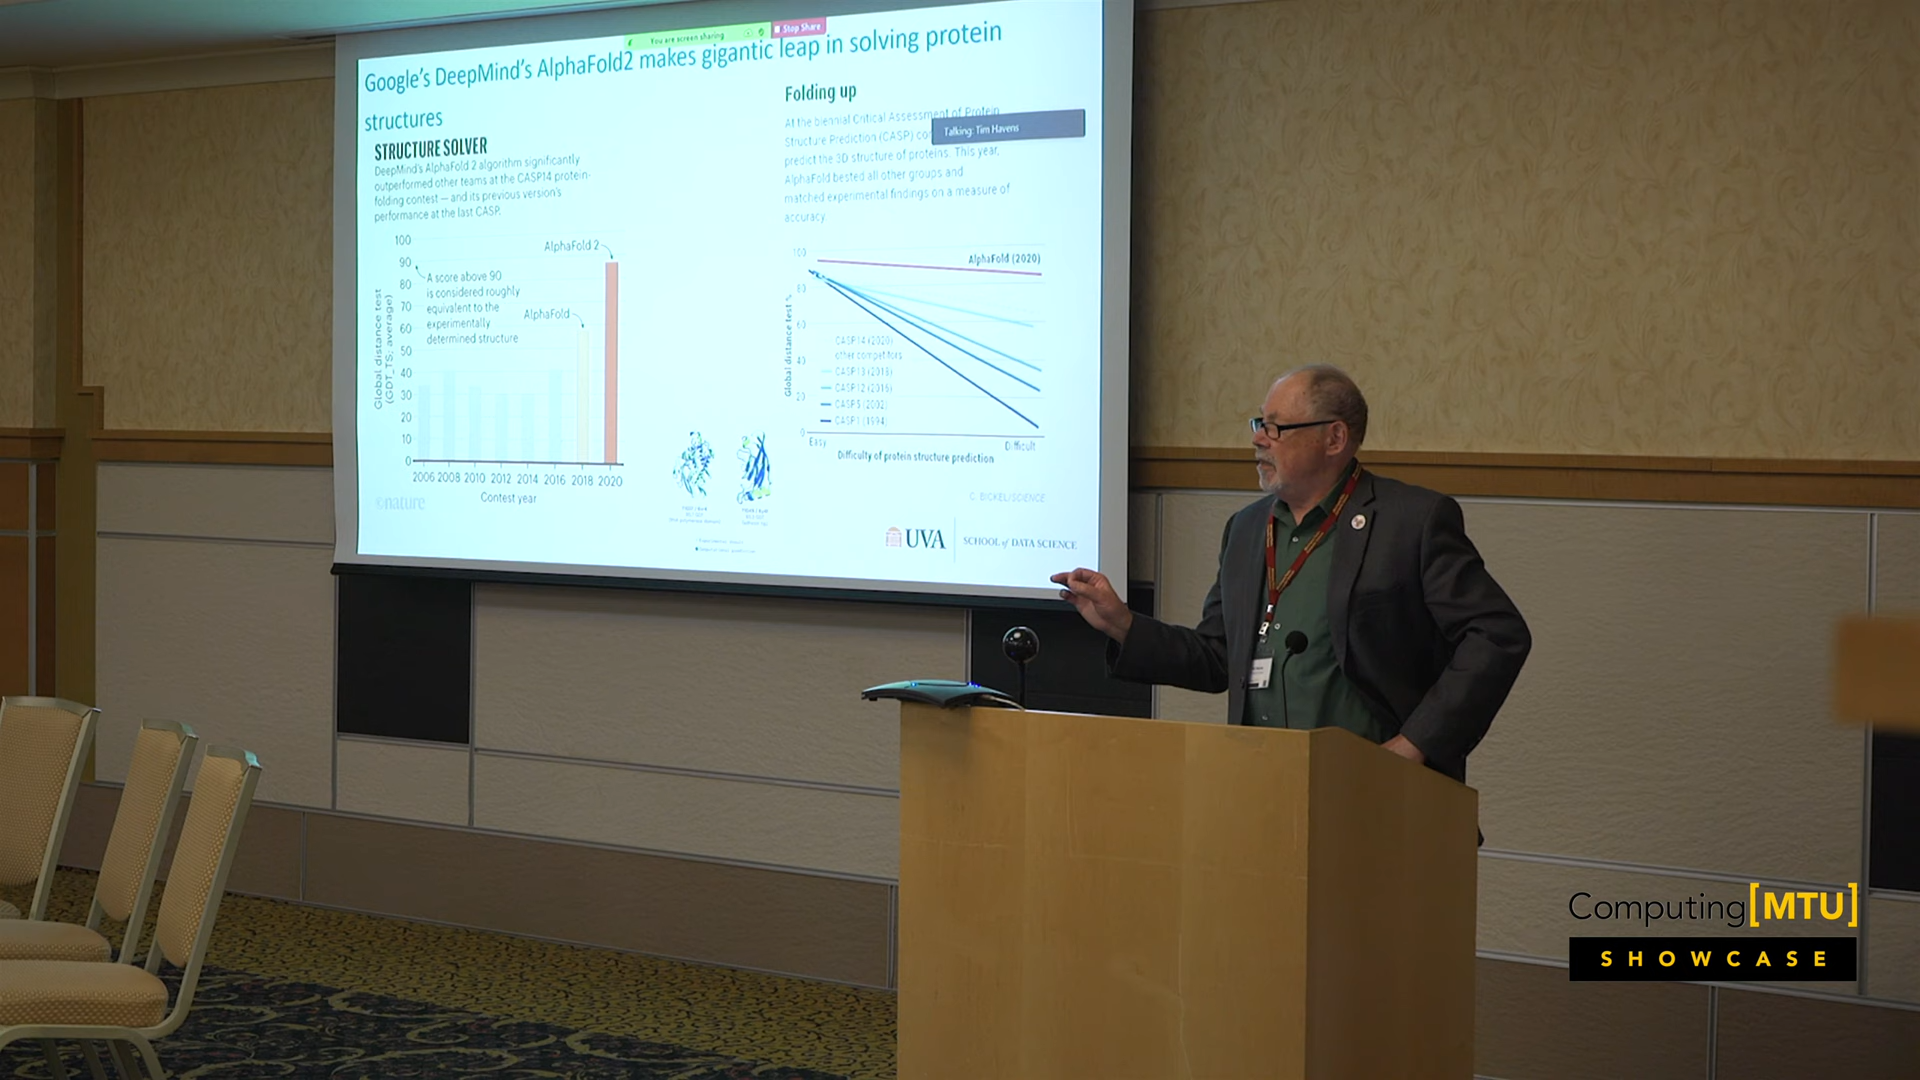 You are screen sharing
Stop Share
Google's DeepMind's AlphaFold2 makes gigantic leap in solving protein
structures
STRUCTURE SOLVER
DeepMind's AlphaFold 2 algorithm significantly
outperformed other teams at the CASP14 protein-
folding contest — and its previous version's
performance at the last CASP.
Global distance test
(GDT_TS; average)
100
90
80
70
60
50
40
30
20
10
0
A score above 90
is considered roughly
equivalent to the
experimentally
determined structure
AlphaFold 2
AlphaFold
2006 2008 2010 2012 2014 2016 2018 2020
Contest year
©nature
Folding up
At the biennial Critical Assessment of Protein
Structure Prediction (CASP)
predict the 3D structure of proteins. This year,
AlphaFold bested all other groups and
matched experimental findings on a measure of
accuracy
Talking: Tim Havens
Global distance test %
100
80
60
40
20
0
AlphaFold (2020)
CASP14 (2020)
other competitors
CASP13 (2018)
CASP12 (2016)
CASP5 (2002)
CASP1 (1994)
Easy
Difficult
Difficulty of protein structure prediction
C. BICKEL/SCIENCE
UVA
SCHOOL of DATA SCIENCE
Computing[MTU]
SHOWCASE